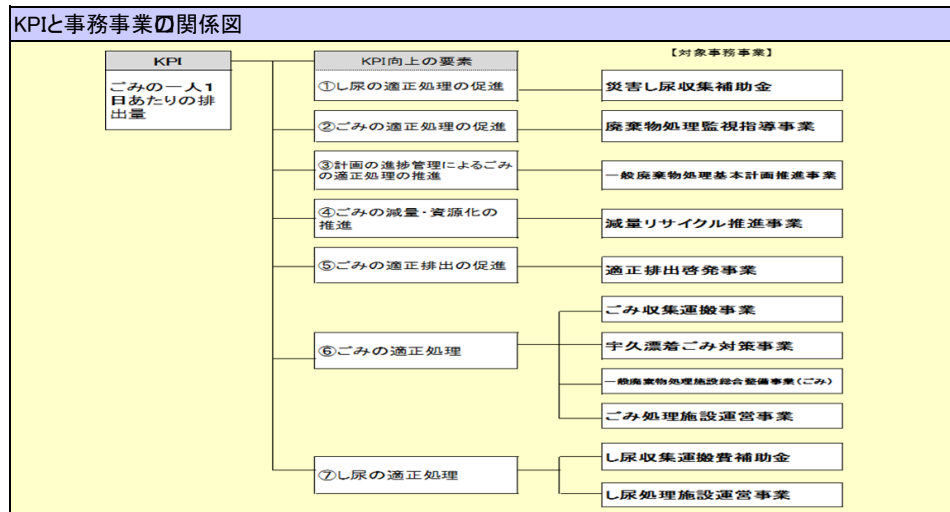 KPIと事務事業の関係図
【対象事務事業】
KPI
KPI向上の要素
ごみの一人1
日あたりの排
出量
①し尿の適正処理の促進
災害し尿収集補助金
②ごみの適正処理の促進
廃棄物処理監視指導事業
③計画の進捗管理によるごみ
の適正処理の推進
一般廃棄物処理基本計画推進事業
④ごみの減量・資源化の
推進
減量リサイクル推進事業
⑤ごみの適正排出の促進
適正排出啓発事業
⑥ごみの適正処理
ごみ収集運搬事業
宇久漂着ごみ対策事業
一般廃棄物処理施設総合整備事業(ごみ)
ごみ処理施設運営事業
⑦し尿の適正処理
し尿収集運搬費補助金
し尿処理施設運営事業